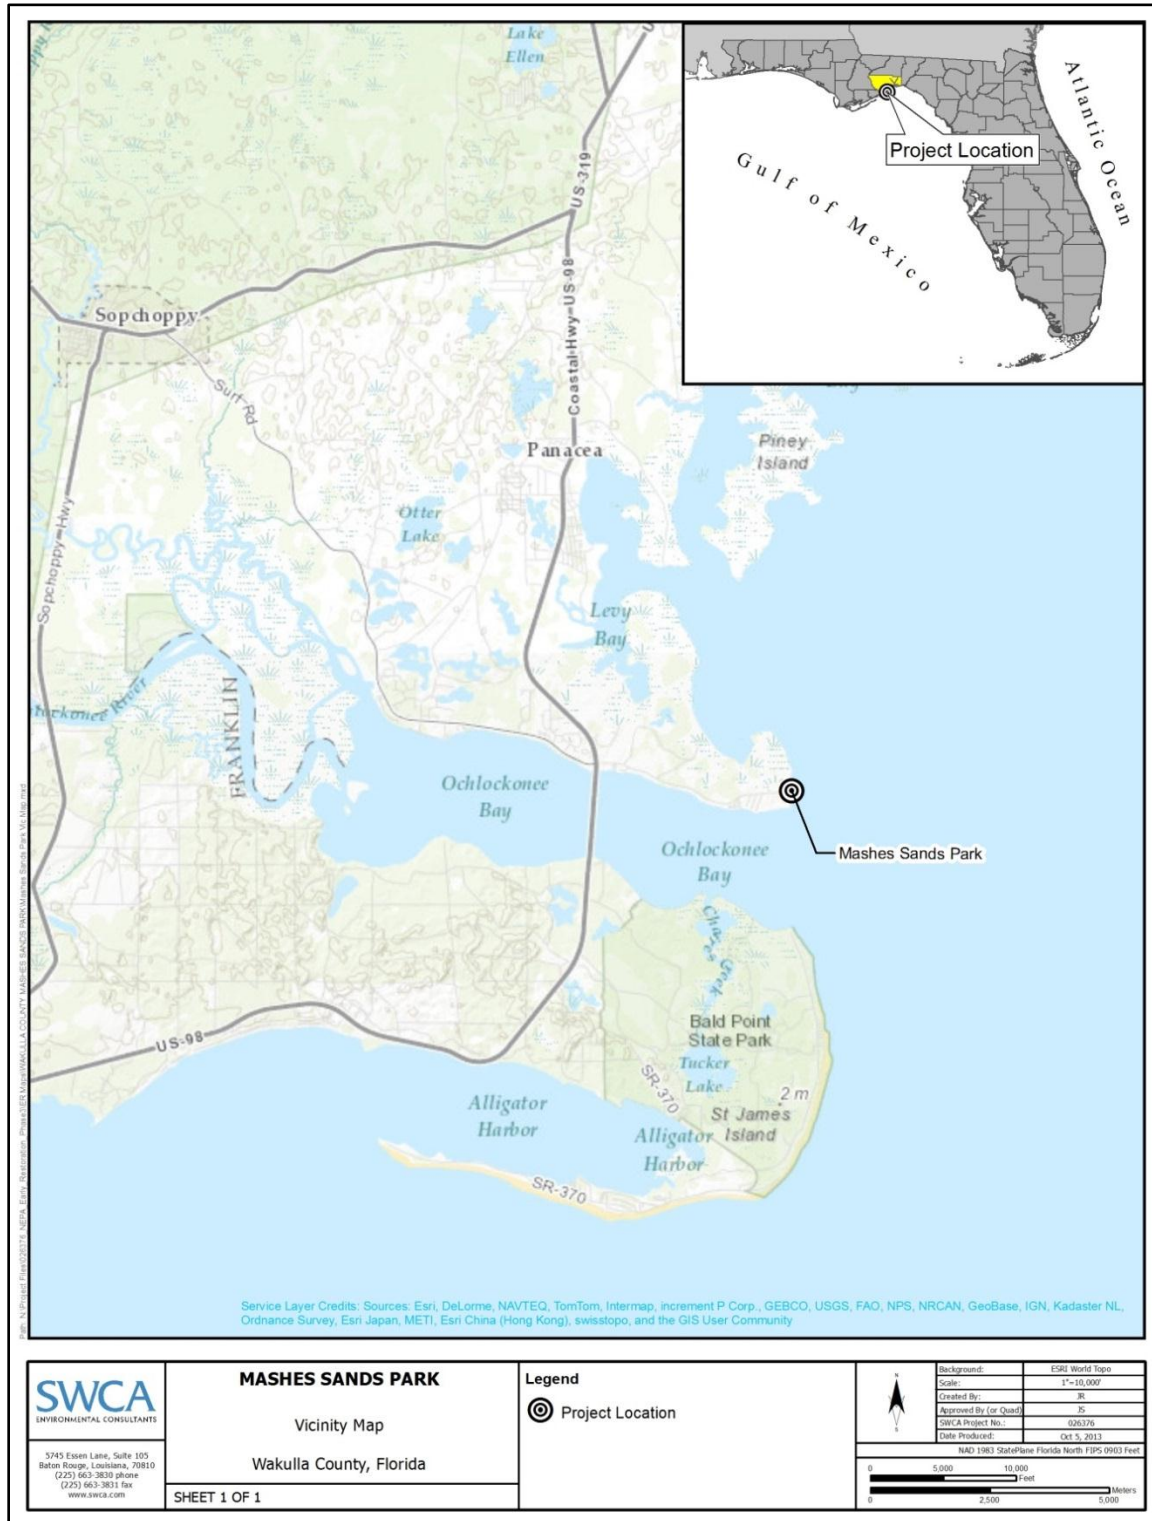 Lake
Ellen
US-319
Atlantic Ocean
Project Location
Gulf of Mexico
Sopchoppy
Coastal Hwy
US-98
Surf Rd
Panacea
Piney
Island
Otter
Lake
Sopchoppy Hwy
Levy
Bay
FRANKLIN
Ochlockonee
Bay
Mashes Sands Park
Ochlockonee
Bay
Creek
Bald Point
State Park
US-98
Tucker
Lake
SR-370
2 m
St James
Island
Alligator
Harbor
Alligator
Harbor
SR-370
Service Layer Credits: Sources: Esri, DeLorme, NAVTEQ, TomTom, Intermap, increment P Corp., GEBCO, USGS, FAO, NPS, NRCAN, GeoBase, IGN, Kadaster NL,
Ordnance Survey, Esri Japan, METI, Esri China (Hong Kong), swisstopo, and the GIS User Community
SWCA
ENVIRONMENTAL CONSULTANTS
5745 Essen Lane, Suite 105
Baton Rouge, Louisiana, 70810
(225) 663-3830 phone
(225) 663-3831 fax
www.swca.com
MASHES SANDS PARK
Vicinity Map
Wakulla County, Florida
SHEET 1 OF 1
Legend
Project Location
N
S
Background: ESRI World Topo
Scale: 1"~10,000'
Created By: JR
Approved By (or Quad) JS
SWCA Project No.: 026376
Date Produced: Oct 5, 2013
NAD 1983 StatePlane Florida North FIPS 0903 Feet
0 5,000 10,000
Feet
Meters
0 2,500 5,000